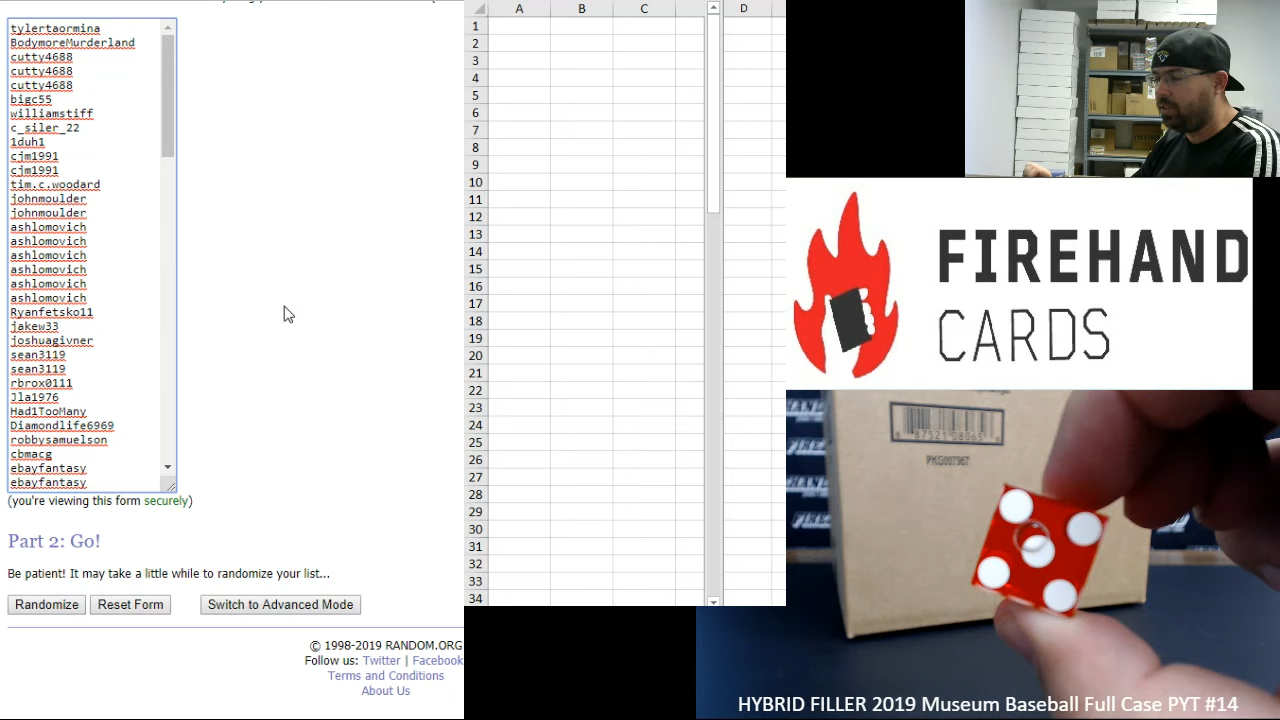 tylertaormina
BodymoreMurderland
cutty4688
cutty4688
cutty4688
bigc55
williamstiff
c_siler_22
1duh1
cjm1991
cjm1991
tim.c.woodard
johnmoulder
johnmoulder
ashlomovich
ashlomovich
ashlomovich
ashlomovich
ashlomovich
ashlomovich
Ryanfetsko11
jakew33
joshuagivner
sean3119
sean3119
rbrox0111
Jla1976
Had1TooMany
Diamondlife6969
robbysamuelson
cbmacg
ebayfantasy
ebayfantasy
(you're viewing this form securely)
Part 2: Go!
Be patient! It may take a little while to randomize your list...
Randomize Reset Form Switch to Advanced Mode
© 1998-2019 RANDOM.ORG
Follow us: Twitter | Facebook
Terms and Conditions
About Us
A B C D
1
2
3
4
5
6
7
8
9
10
11
12
13
14
15
16
17
18
19
20
21
22
23
24
25
26
27
28
29
30
31
32
33
34
FIREHAND
CARDS
HYBRID FILLER 2019 Museum Baseball Full Case PYT #14